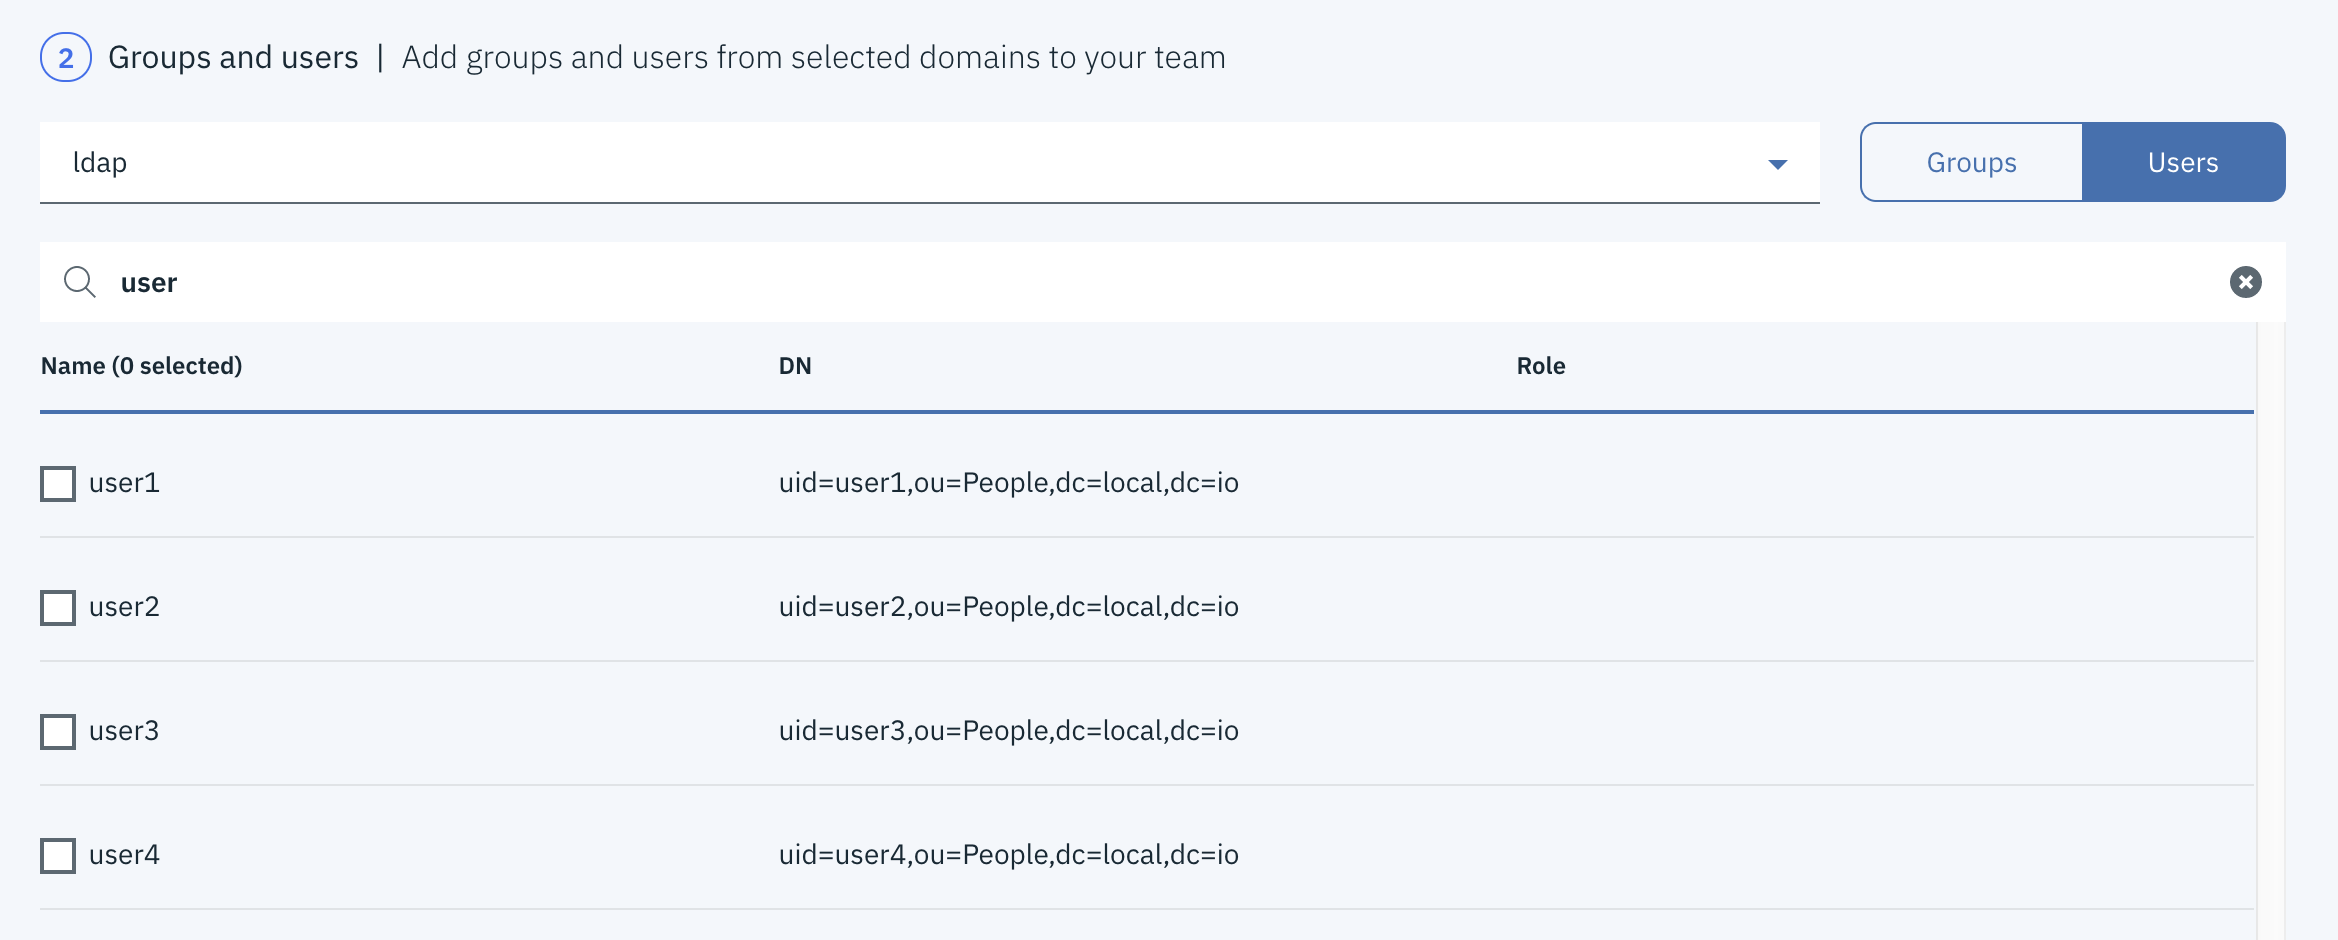 2 Groups and users | Add groups and users from selected domains to your team
ldap Groups Users
user
Name (0 selected) DN Role
user1 uid=user1,ou=People,dc=local,dc=io
user2 uid=user2,ou=People,dc=local,dc=io
user3 uid=user3,ou=People,dc=local,dc=io
user4 uid=user4,ou=People,dc=local,dc=io